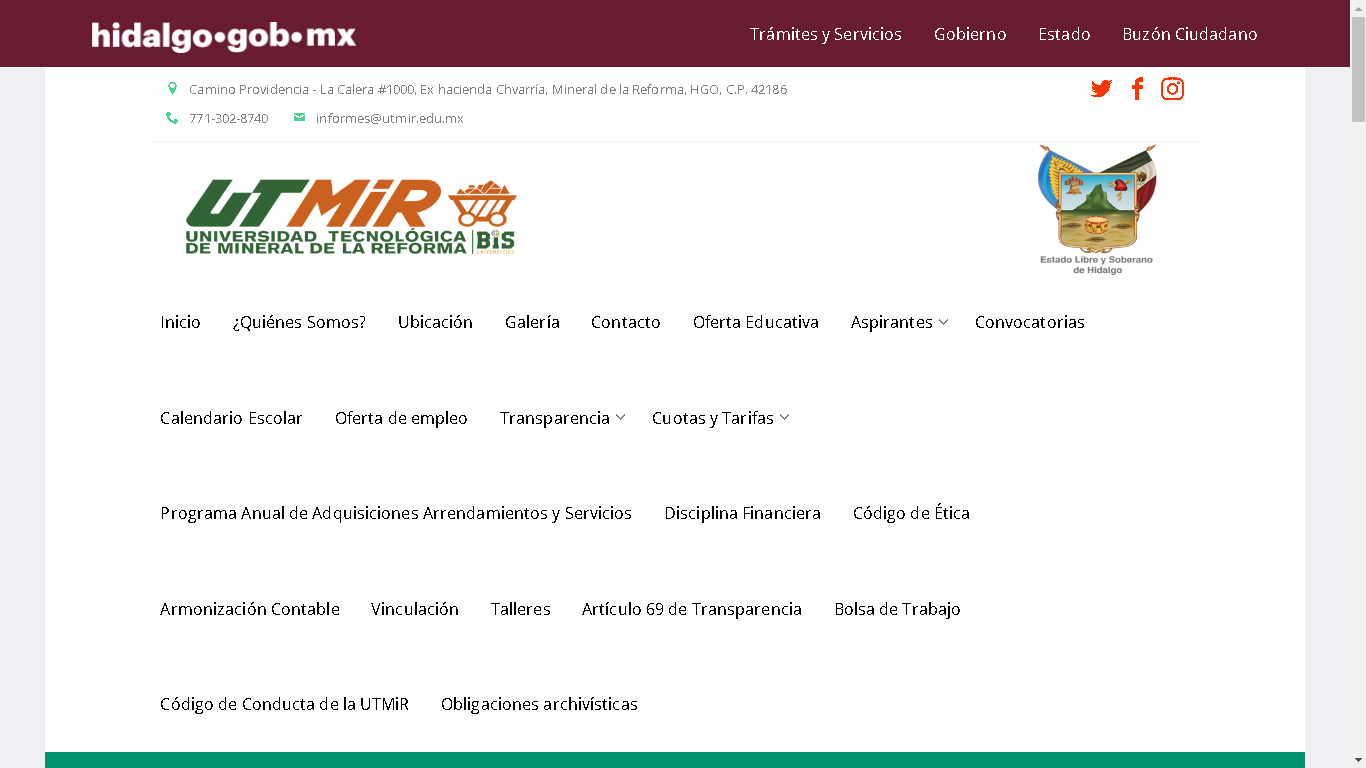 hidalgo•gob•mx
Trámites y Servicios Gobierno Estado Buzón Ciudadano
Camino Providencia - La Calera #1000, Ex hacienda Chvarría, Mineral de la Reforma, HGO, C.P. 42186
771-302-8740 informes@utmir.edu.mx
UTMiR
UNIVERSIDAD TECNOLÓGICA
DE MINERAL DE LA REFORMA
BiS
UNIVERSITIES
Estado Libre y Soberano
de Hidalgo
Inicio ¿Quiénes Somos? Ubicación Galería Contacto Oferta Educativa Aspirantes Convocatorias
Calendario Escolar Oferta de empleo Transparencia Cuotas y Tarifas
Programa Anual de Adquisiciones Arrendamientos y Servicios Disciplina Financiera Código de Ética
Armonización Contable Vinculación Talleres Artículo 69 de Transparencia Bolsa de Trabajo
Código de Conducta de la UTMiR Obligaciones archivísticas